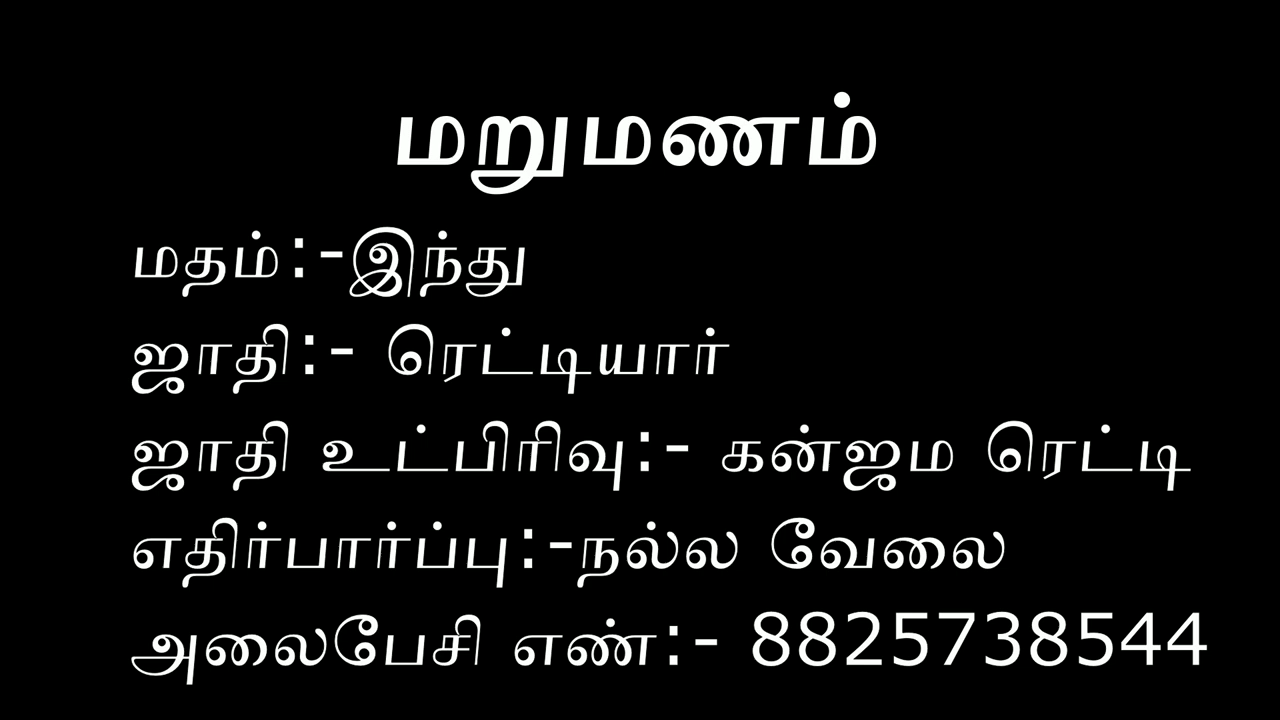 மறுமணம்
மதம்:-இந்து
ஜாதி:- ரெட்டியார்
ஜாதி உட்பிரிவு:- கன்ஜம ரெட்டி
எதிர்பார்ப்பு:-நல்ல வேலை
அலைபேசி எண்:- 8825738544